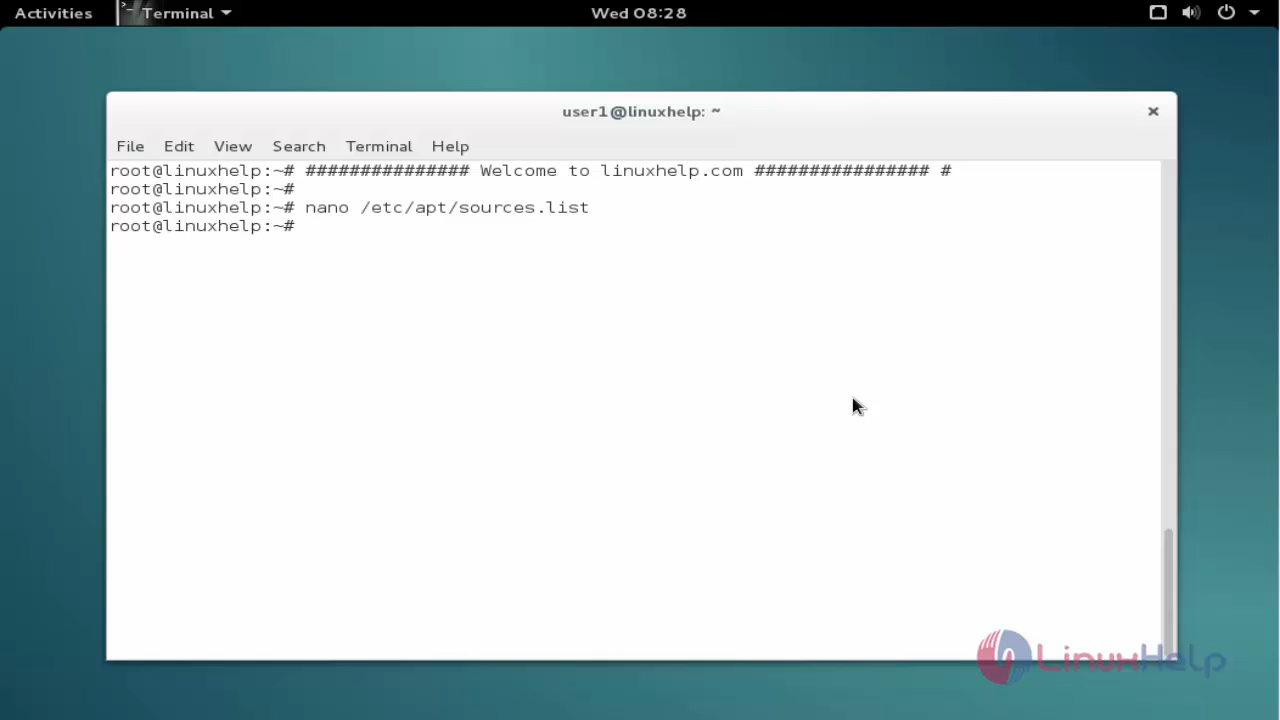 Activities Terminal Wed 08:28
user1@linuxhelp: ~
File Edit View Search Terminal Help
root@linuxhelp:~# ############### Welcome to linuxhelp.com ################ #
root@linuxhelp:~#
root@linuxhelp:~# nano /etc/apt/sources.list
root@linuxhelp:~#
LinuxHelp